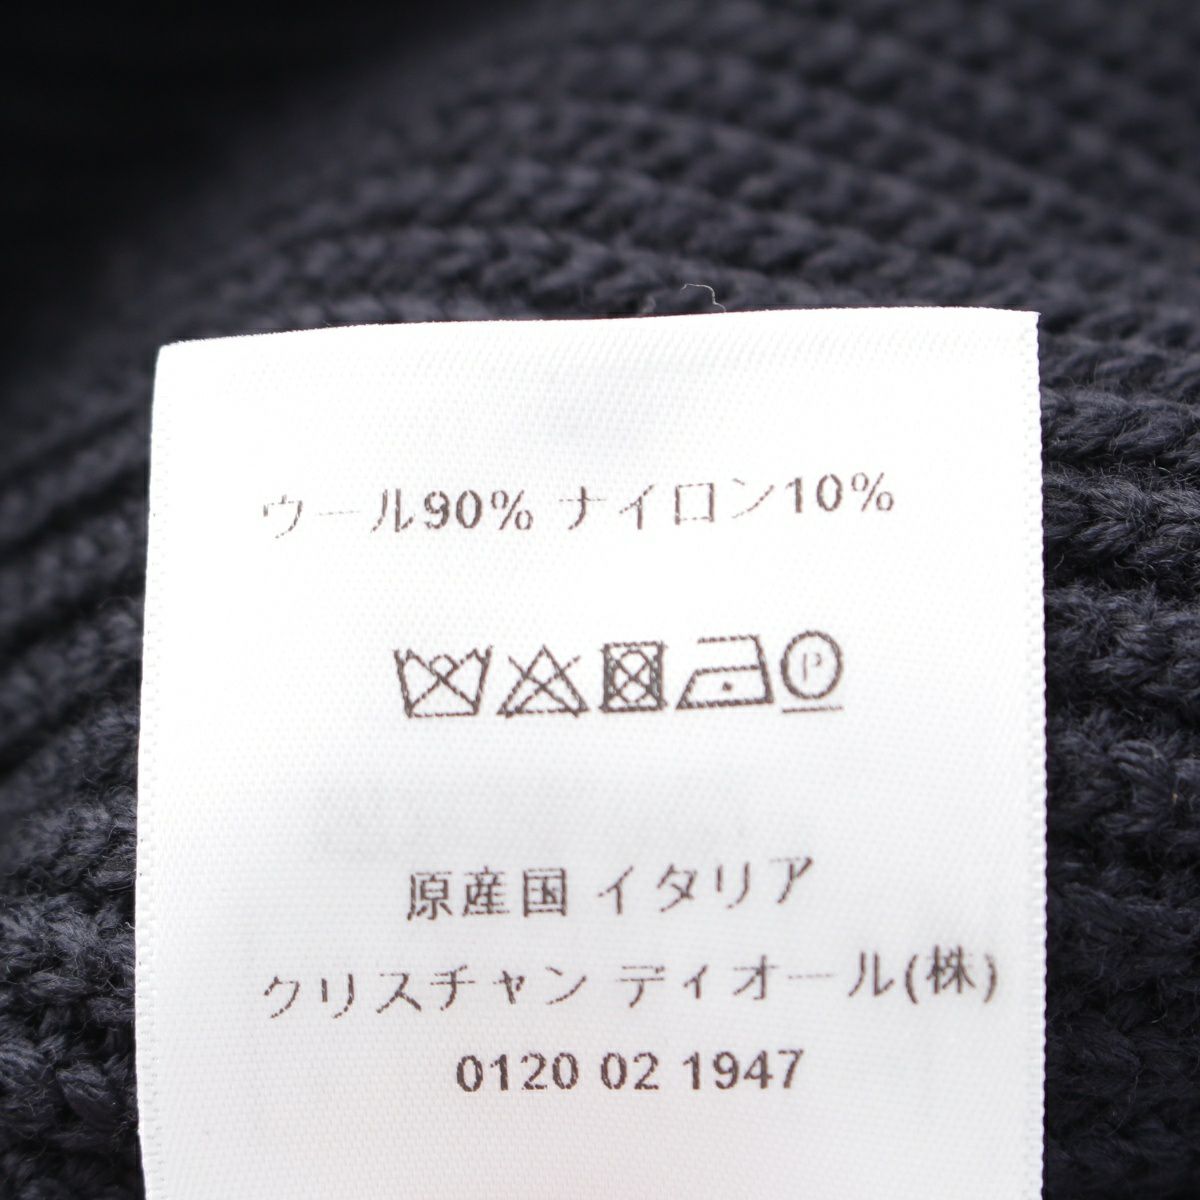 ウール90% ナイロン10%
P
原産国 イタリア
クリスチャン ディオール(株)
0120 02 1947